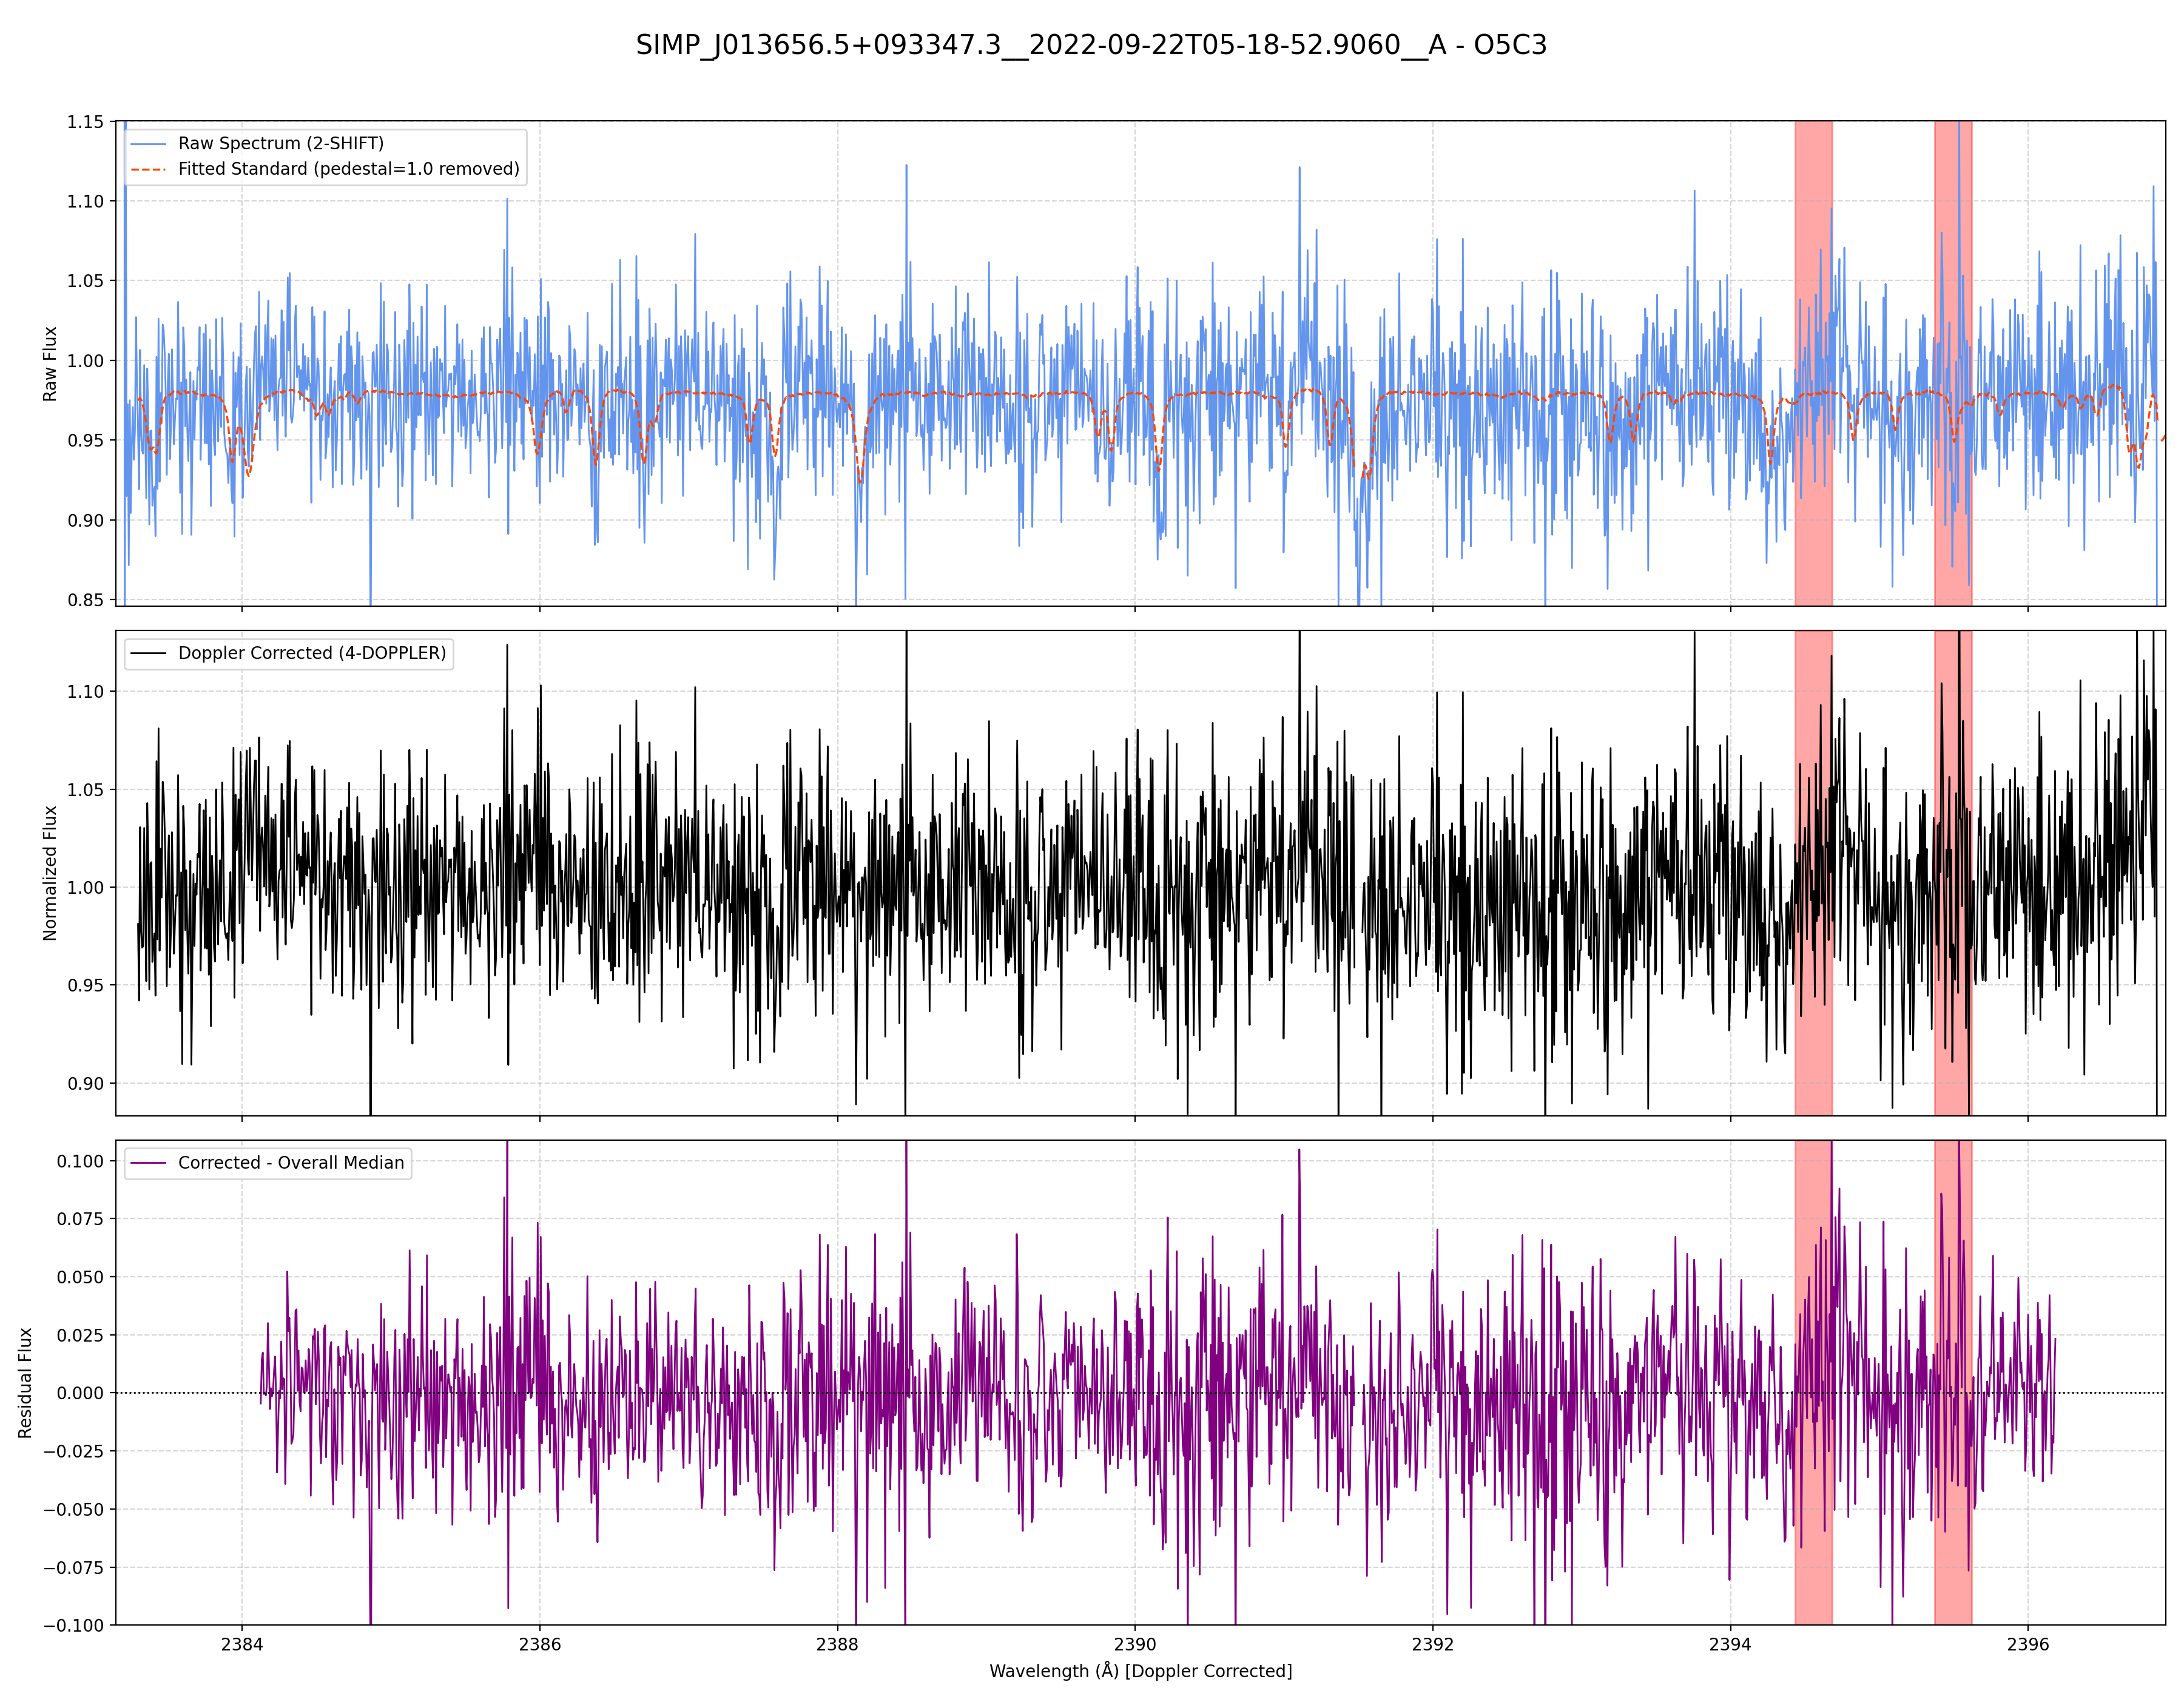 SIMP_J013656.5+093347.3__2022-09-22T05-18-52.9060__A - O5C3
Raw Spectrum (2-SHIFT)
Fitted Standard (pedestal=1.0 removed)
Raw Flux
1.15
1.10
1.05
1.00
0.95
0.90
0.85
Doppler Corrected (4-DOPPLER)
Normalized Flux
1.10
1.05
1.00
0.95
0.90
Corrected - Overall Median
Residual Flux
0.100
0.075
0.050
0.025
0.000
−0.025
−0.050
−0.075
−0.100
2384 2386 2388 2390 2392 2394 2396
Wavelength (Å) [Doppler Corrected]